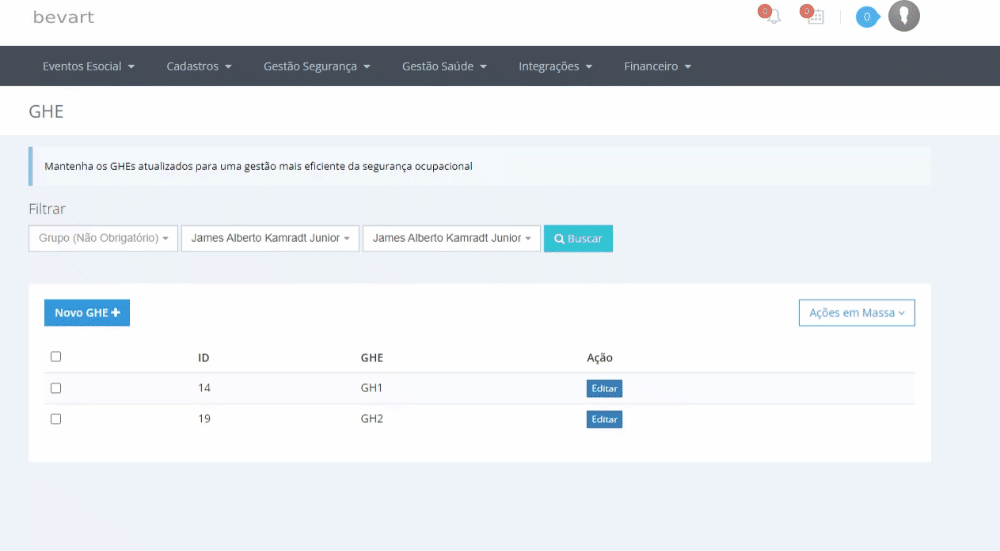 bevart
0
0
0
Eventos Esocial
Cadastros
Gestão Segurança
Gestão Saúde
Integrações
Financeiro
GHE
Mantenha os GHEs atualizados para uma gestão mais eficiente da segurança ocupacional
Filtrar
Grupo (Não Obrigatório)
James Alberto Kamradt Junior
James Alberto Kamradt Junior
Buscar
Novo GHE
Ações em Massa
ID GHE Ação
14 GH1 Editar
19 GH2 Editar